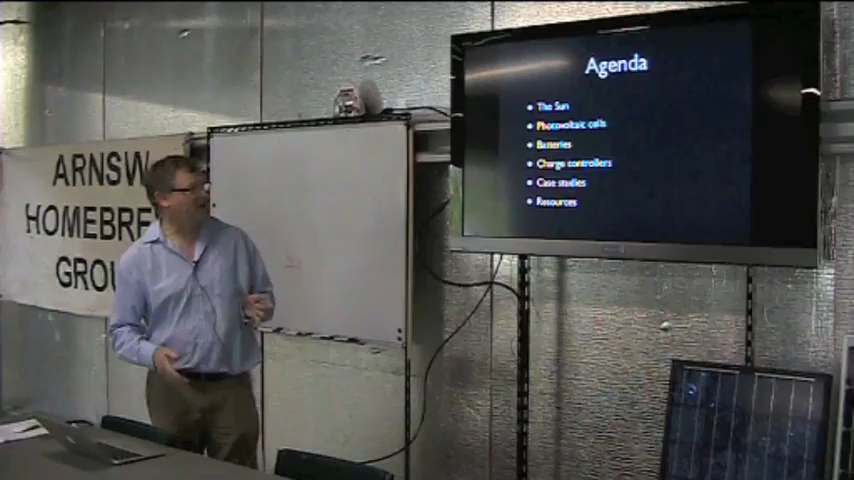 Agenda
• The Sun
• Photovoltaic cells
• Batteries
• Charge controllers
• Case studies
• Resources
ARNSW
HOMEBRE
GROU